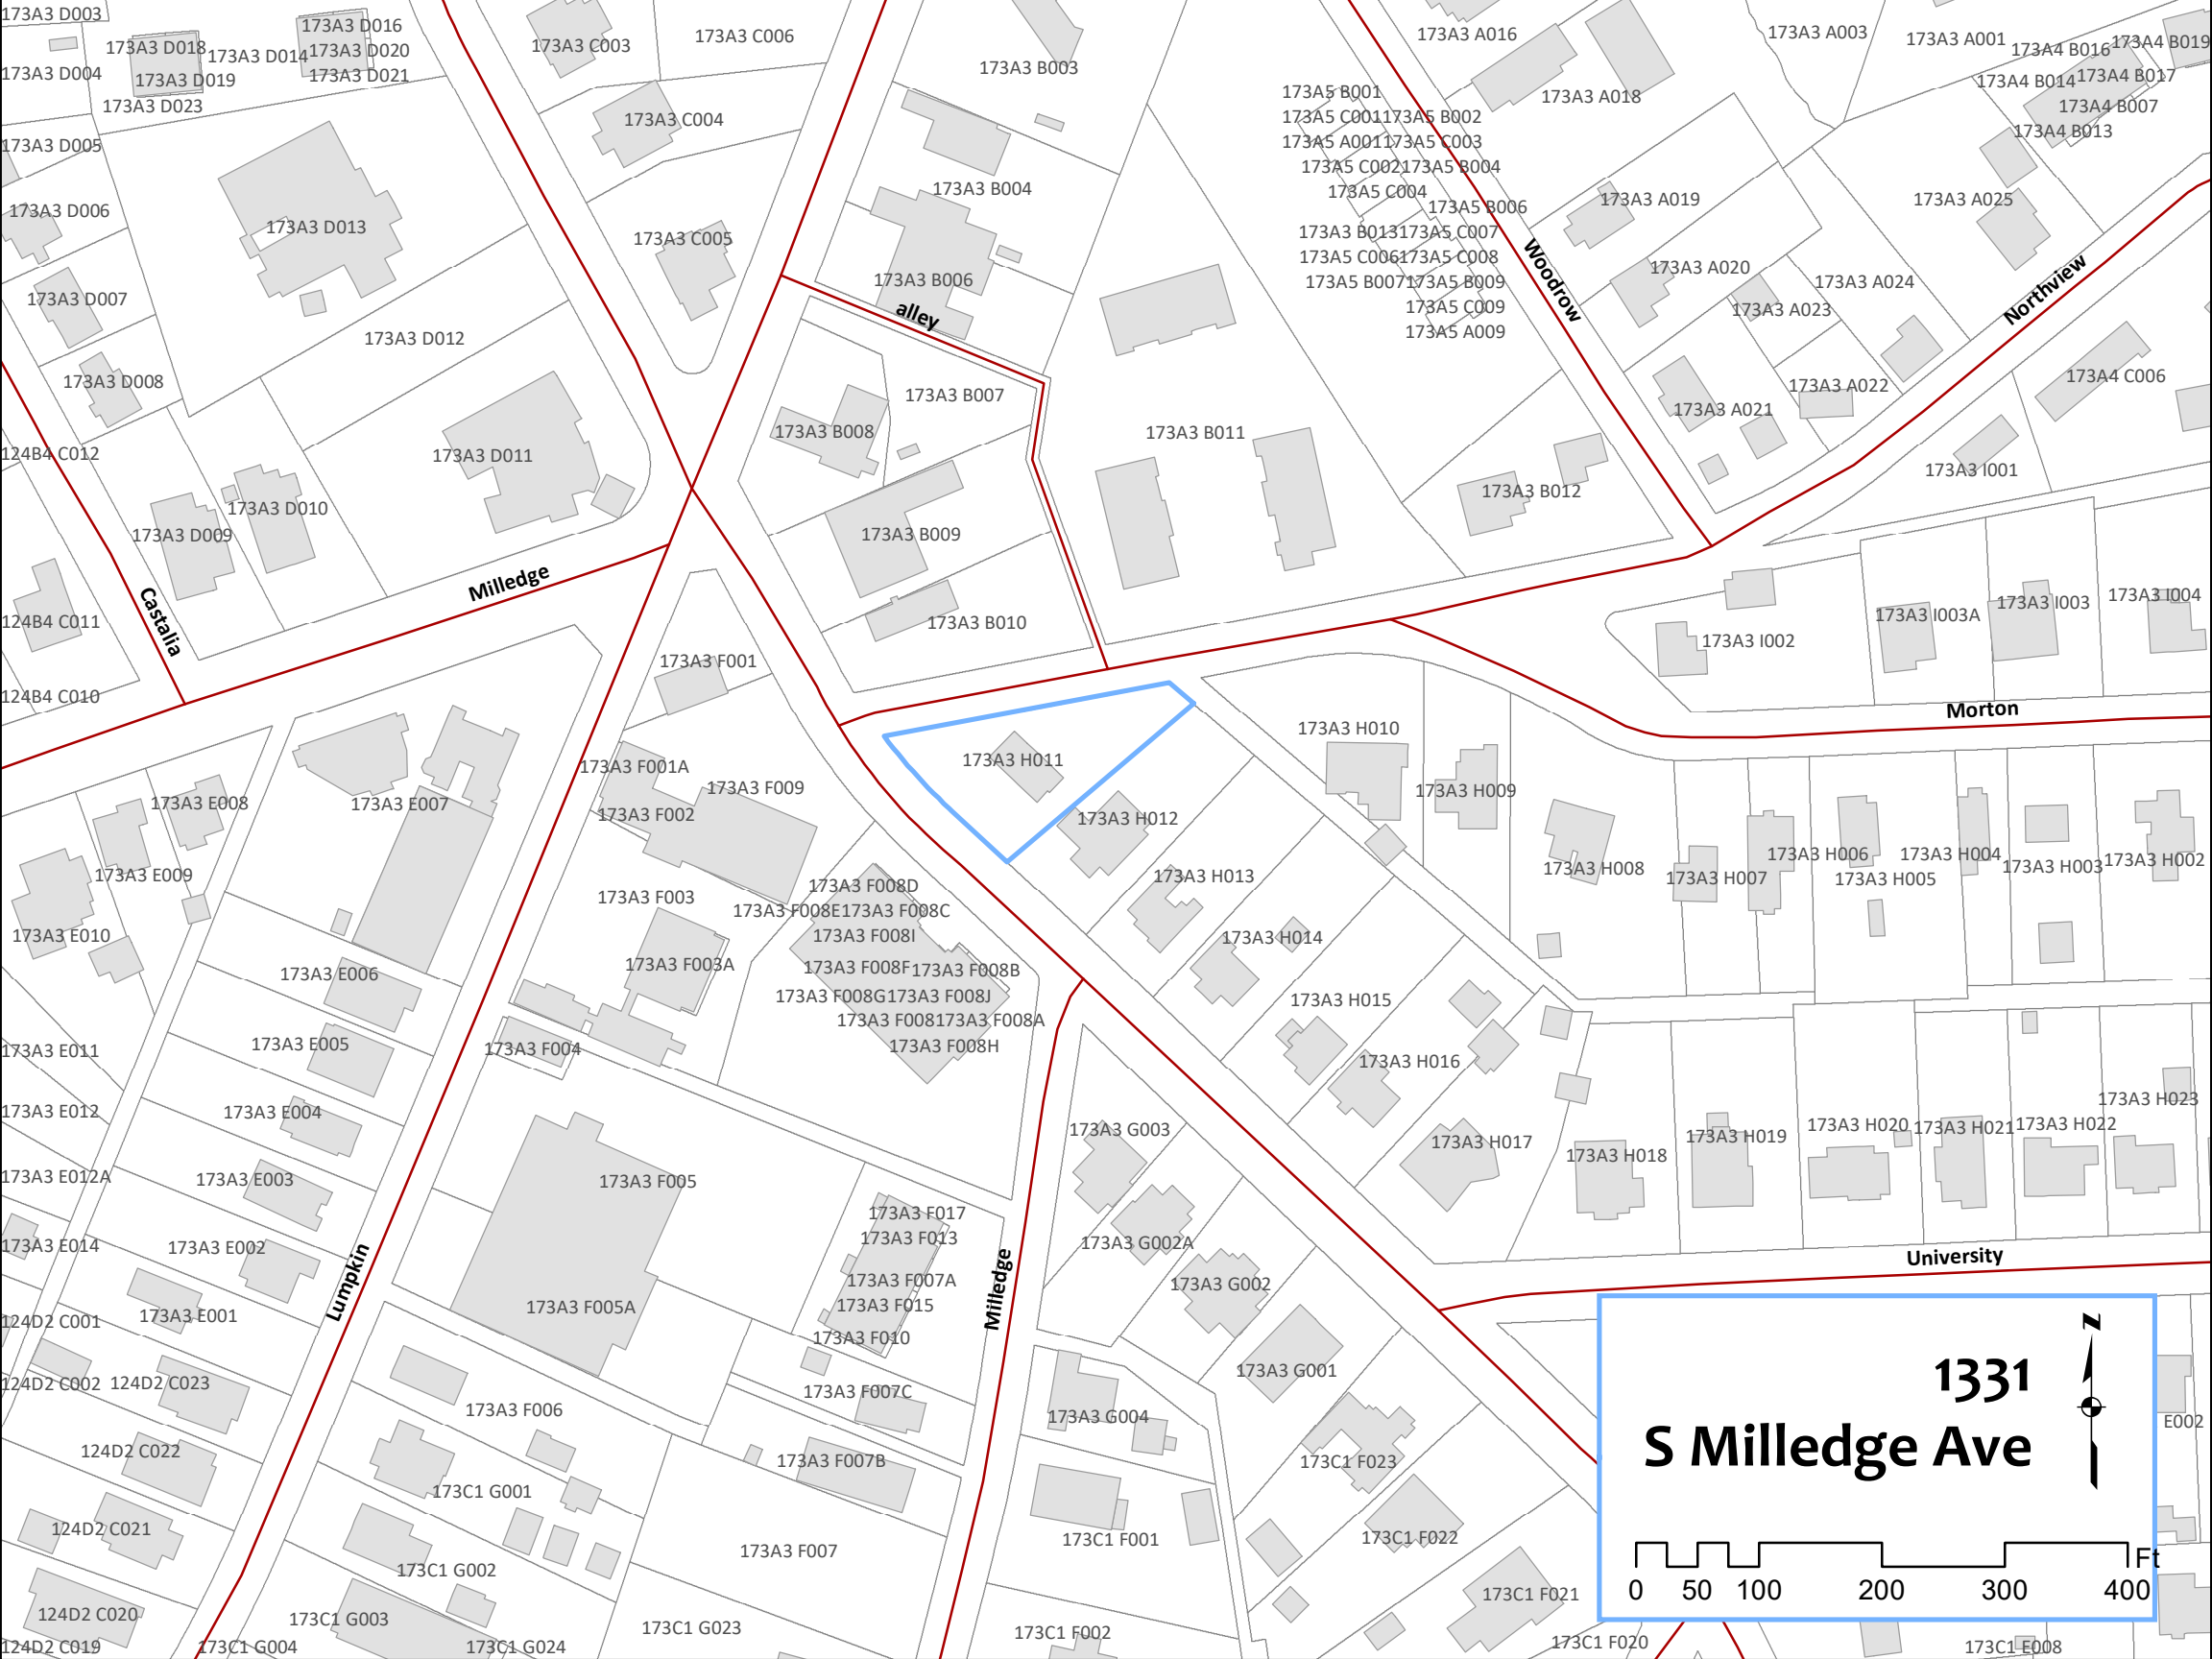 173A3 D003
173A3 D016
173A3 C003
173A3 C006
173A3 A016
173A3 A003
173A3 A001
173A4 B016
173A4 B019
173A3 D018
173A3 D014
173A3 D020
173A3 B003
173A3 D004
173A3 D019
173A3 D021
173A4 B014
173A4 B017
173A3 D023
173A5 B001
173A3 A018
173A4 B007
173A3 C004
173A5 C001
173A5 B002
173A4 B013
173A3 D005
173A5 A001
173A5 C003
173A5 C002
173A5 B004
173A3 B004
173A5 C004
173A3 A019
173A3 A025
173A3 D006
173A5 B006
173A3 D013
173A3 C005
173A3 B013
173A5 C007
173A5 C006
173A5 C008
173A3 A020
173A3 B006
173A5 B007
173A5 B009
173A3 A024
Woodrow
Northview
173A3 D007
173A5 C009
173A3 A023
alley
173A5 A009
173A3 D012
173A3 D008
173A3 B007
173A3 A022
173A4 C006
173A3 A021
173A3 B008
173A3 B011
124B4 C012
173A3 D011
173A3 I001
173A3 B012
173A3 D010
173A3 D009
173A3 B009
Milledge
Castalia
124B4 C011
173A3 B010
173A3 I003A
173A3 I003
173A3 I004
173A3 I002
173A3 F001
124B4 C010
Morton
173A3 H010
173A3 H011
173A3 F001A
173A3 F009
173A3 H009
173A3 E008
173A3 E007
173A3 F002
173A3 H012
173A3 H006
173A3 H004
173A3 H002
173A3 E009
173A3 H013
173A3 H008
173A3 H007
173A3 H005
173A3 H003
173A3 F008D
173A3 F003
173A3 F008E
173A3 F008C
173A3 E010
173A3 F008I
173A3 H014
173A3 E006
173A3 F003A
173A3 F008F
173A3 F008B
173A3 F008G
173A3 F008J
173A3 H015
173A3 F008
173A3 F008A
173A3 E011
173A3 E005
173A3 F004
173A3 F008H
173A3 H016
173A3 E012
173A3 E004
173A3 G003
173A3 H023
173A3 H017
173A3 H018
173A3 H019
173A3 H020
173A3 H021
173A3 H022
173A3 E012A
173A3 E003
173A3 F005
173A3 F017
173A3 E014
173A3 E002
173A3 F013
173A3 G002A
University
Lumpkin
Milledge
173A3 F007A
173A3 G002
124D2 C001
173A3 E001
173A3 F005A
173A3 F015
173A3 F010
173A3 G001
124D2 C002
124D2 C023
173A3 F007C
173A3 F006
173A3 G004
E002
124D2 C022
173A3 F007B
173C1 F023
173C1 G001
124D2 C021
173A3 F007
173C1 F001
173C1 F022
173C1 G002
124D2 C020
173C1 G003
173C1 G023
173C1 F021
124D2 C019
173C1 G004
173C1 G024
173C1 F002
173C1 F020
173C1 E008
1331
S Milledge Ave
N
Ft
0 50 100 200 300 400